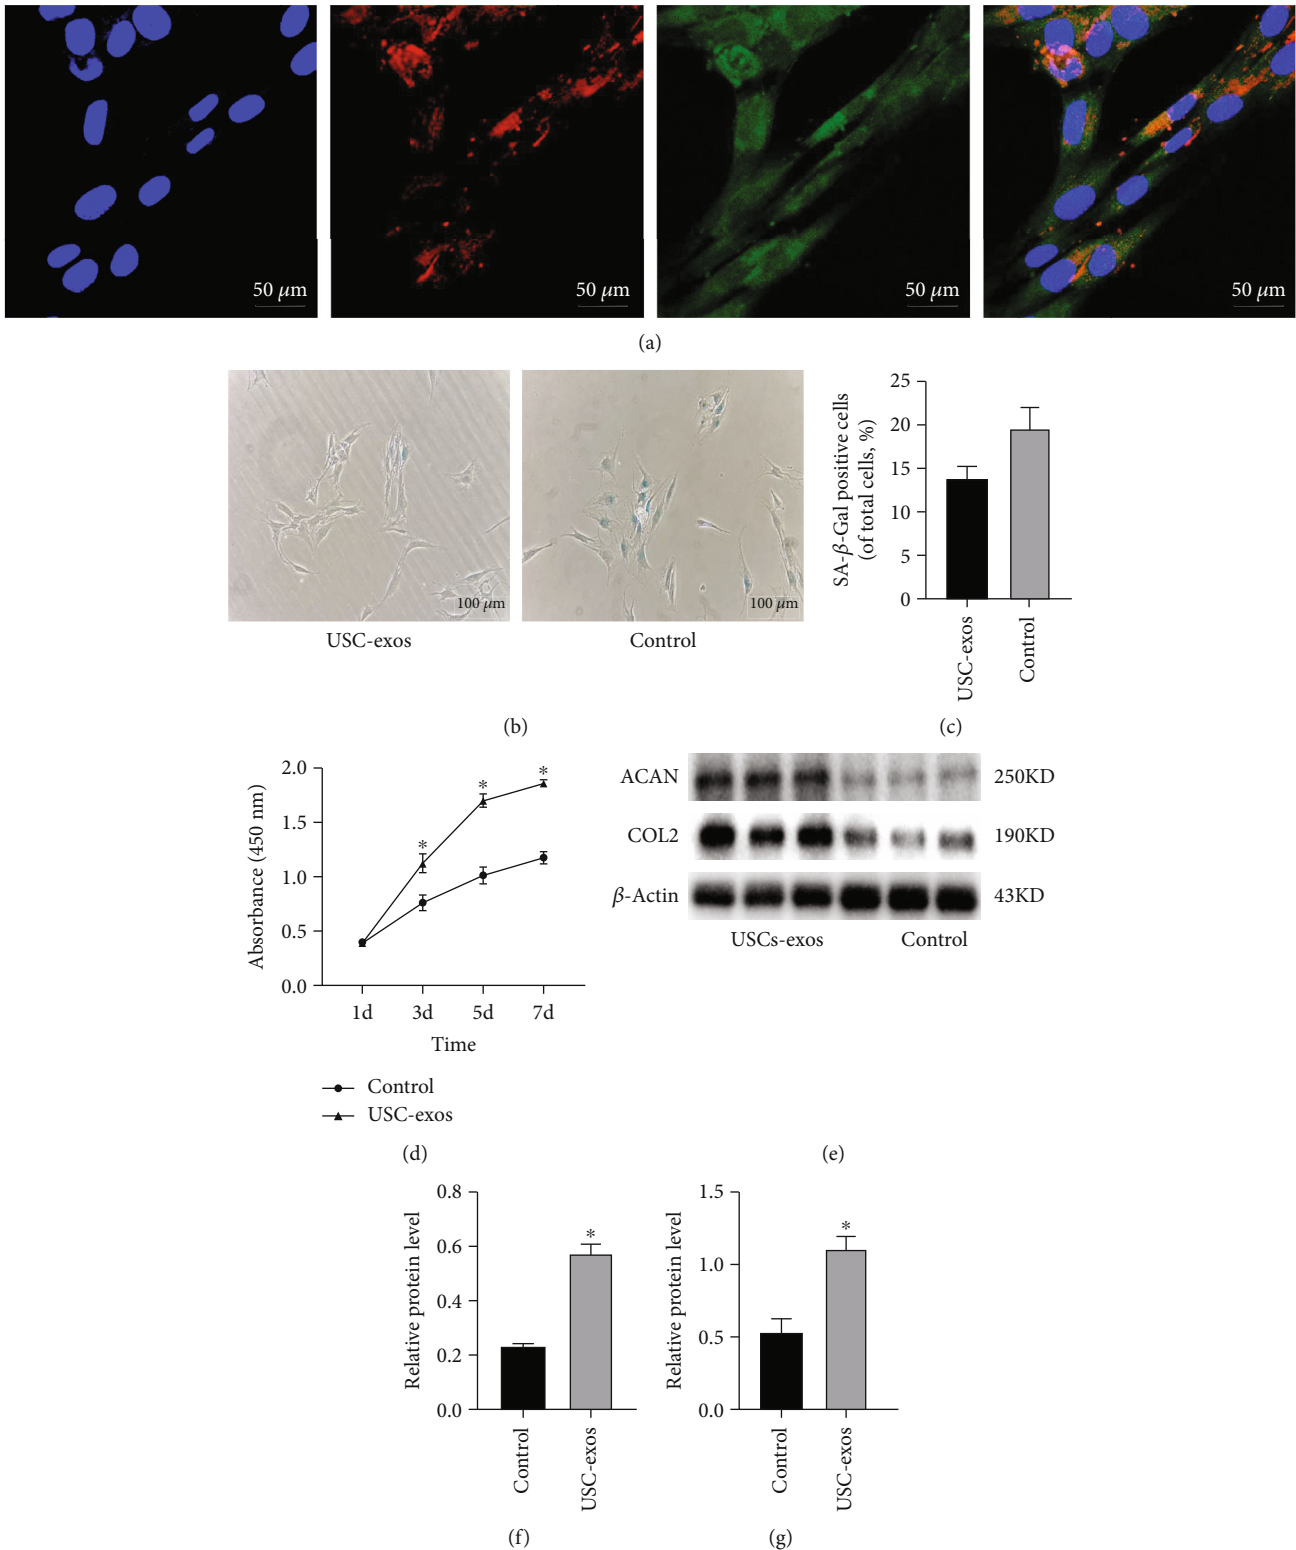 50 μm
50 μm
50 μm
50 μm
(a)
100 μm
100 μm
USC-exos
Control
(b)
SA-β-Gal positive cells
(of total cells, %)
25
20
15
10
5
0
USC-exos
Control
(c)
Absorbance (450 nm)
2.0
1.5
1.0
0.5
0.0
*
*
*
1d
3d
5d
7d
Time
Control
USC-exos
(d)
ACAN
250KD
COL2
190KD
β-Actin
43KD
USCs-exos
Control
(e)
Relative protein level
0.8
0.6
0.4
0.2
0.0
*
Control
USC-exos
(f)
Relative protein level
1.5
1.0
0.5
0.0
*
Control
USC-exos
(g)